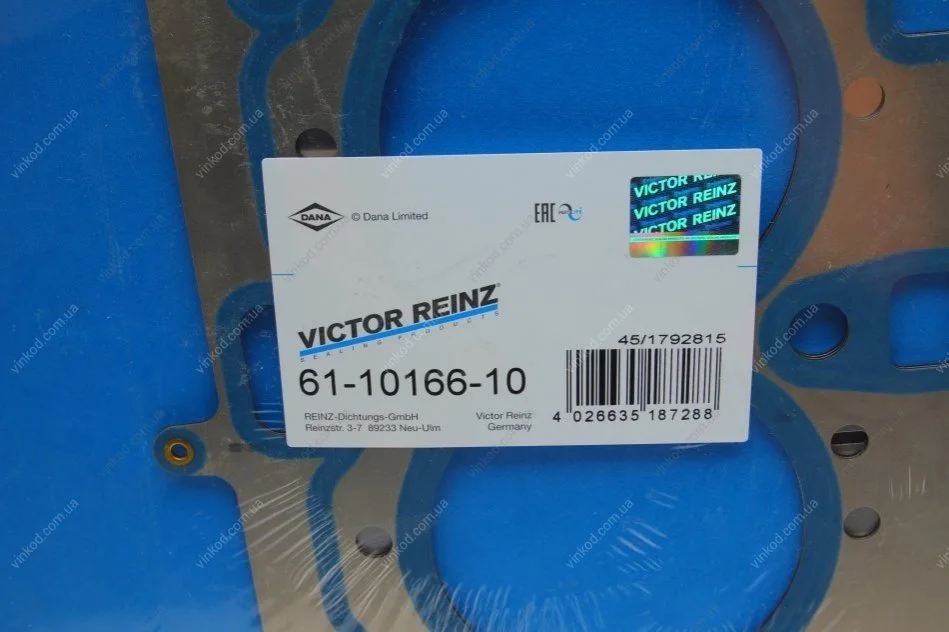 DANA © Dana Limited
EAC
VICTOR REINZ
VICTOR REINZ
VICTOR REINZ
VICTOR REINZ
SEALING PRODUCTS
61-10166-10
45/1792815
4 026635 187288
REINZ-Dichtungs-GmbH
Reinzstr. 3-7 89233 Neu-Ulm
Victor Reinz
Germany
vinkod.com.ua